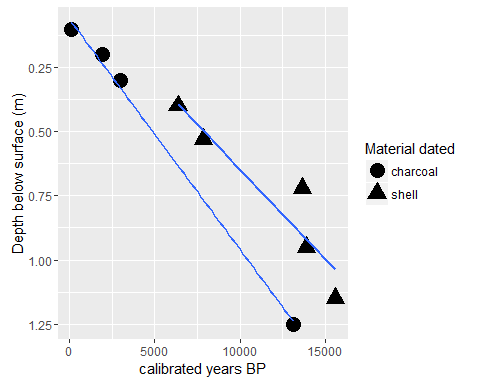 0.25
0.50
0.75
1.00
1.25
Depth below surface (m)
0
5000
10000
15000
calibrated years BP
Material dated
charcoal
shell